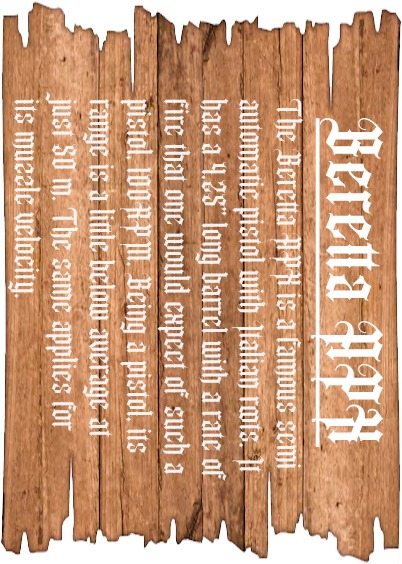 Beretta APX
The Beretta APX is a famous semi
automatic pistol with Italian roots. It
has a 4.25" long barrel with a rate of
fire that one would expect of such a
pistol, 100RPM. Being a pistol, its
range is a little below average at
just 50 m. The same applies for
its muzzle velocity.